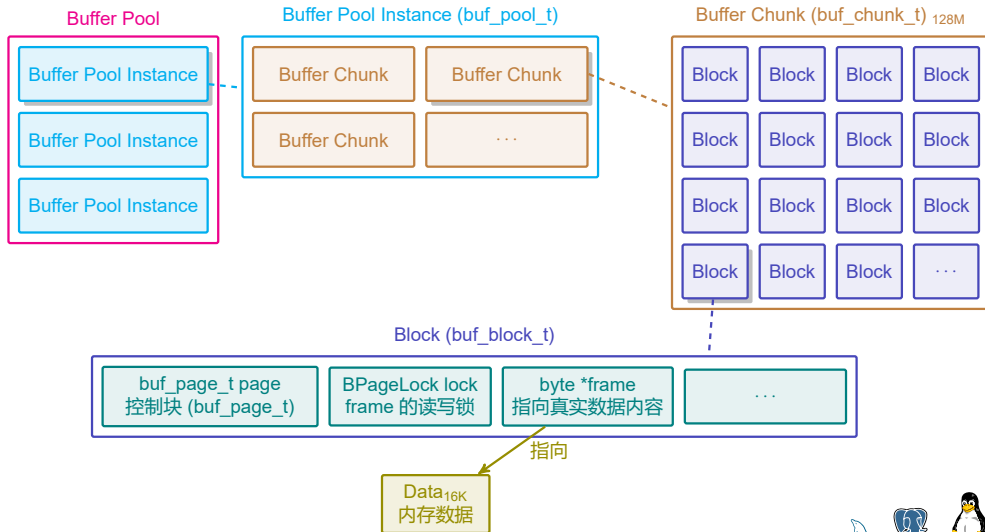 Buffer Pool
Buffer Pool Instance
Buffer Pool Instance
Buffer Pool Instance
Buffer Pool Instance (buf_pool_t)
Buffer Chunk
Buffer Chunk
Buffer Chunk
...
Buffer Chunk (buf_chunk_t) 128M
Block Block Block Block
Block Block Block Block
Block Block Block Block
Block Block Block ...
Block (buf_block_t)
buf_page_t page
控制块 (buf_page_t)
BPageLock lock
frame 的读写锁
byte *frame
指向真实数据内容
...
指向
Data16K
内存数据